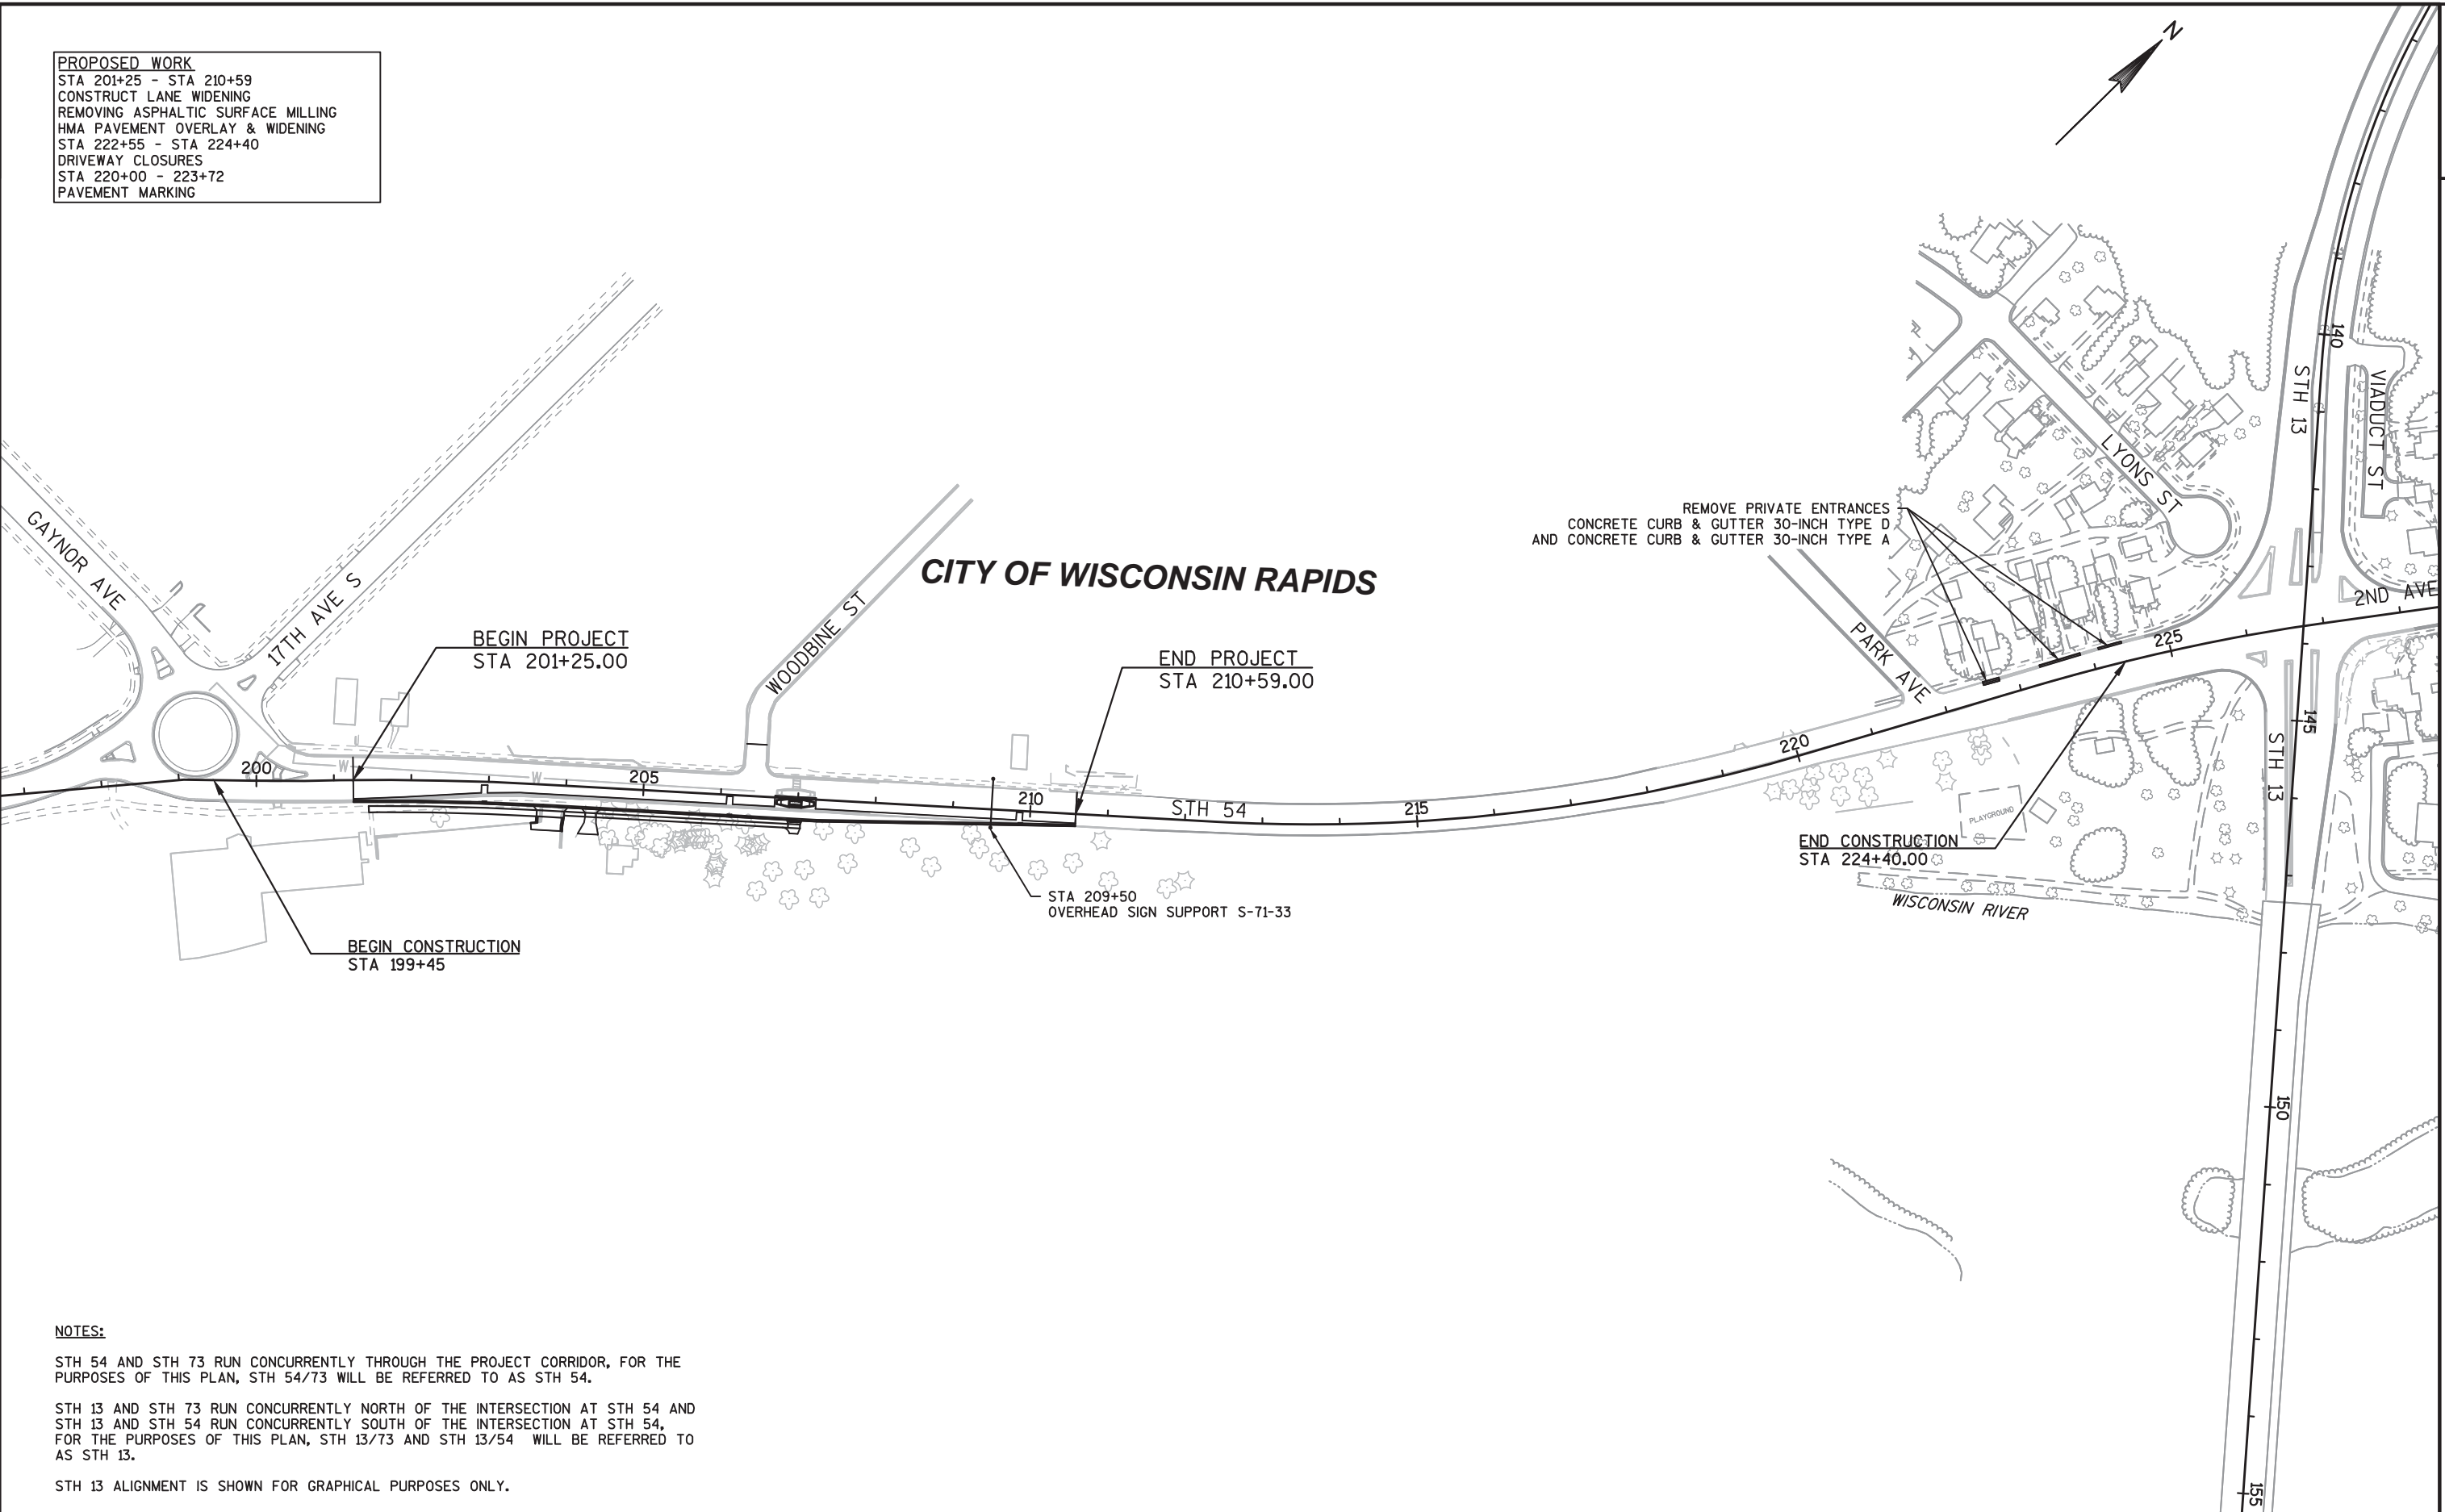 N
PROPOSED WORK
STA 201+25 - STA 210+59
CONSTRUCT LANE WIDENING
REMOVING ASPHALTIC SURFACE MILLING
HMA PAVEMENT OVERLAY & WIDENING
STA 222+55 - STA 224+40
DRIVEWAY CLOSURES
STA 220+00 - 223+72
PAVEMENT MARKING
140
STH 13
VIADUCT ST
LYONS ST
REMOVE PRIVATE ENTRANCES
CONCRETE CURB & GUTTER 30-INCH TYPE D
AND CONCRETE CURB & GUTTER 30-INCH TYPE A
GAYNOR AVE
17TH AVE S
CITY OF WISCONSIN RAPIDS
WOODBINE ST
2ND AVE
BEGIN PROJECT
STA 201+25.00
END PROJECT
STA 210+59.00
PARK AVE
225
145
220
STH 13
200
W
W
205
210
STH 54
215
PLAYGROUND
END CONSTRUCTION
STA 224+40.00
STA 209+50
OVERHEAD SIGN SUPPORT S-71-33
WISCONSIN RIVER
BEGIN CONSTRUCTION
STA 199+45
150
155
NOTES:
STH 54 AND STH 73 RUN CONCURRENTLY THROUGH THE PROJECT CORRIDOR, FOR THE
PURPOSES OF THIS PLAN, STH 54/73 WILL BE REFERRED TO AS STH 54.
STH 13 AND STH 73 RUN CONCURRENTLY NORTH OF THE INTERSECTION AT STH 54 AND
STH 13 AND STH 54 RUN CONCURRENTLY SOUTH OF THE INTERSECTION AT STH 54,
FOR THE PURPOSES OF THIS PLAN, STH 13/73 AND STH 13/54 WILL BE REFERRED TO
AS STH 13.
STH 13 ALIGNMENT IS SHOWN FOR GRAPHICAL PURPOSES ONLY.